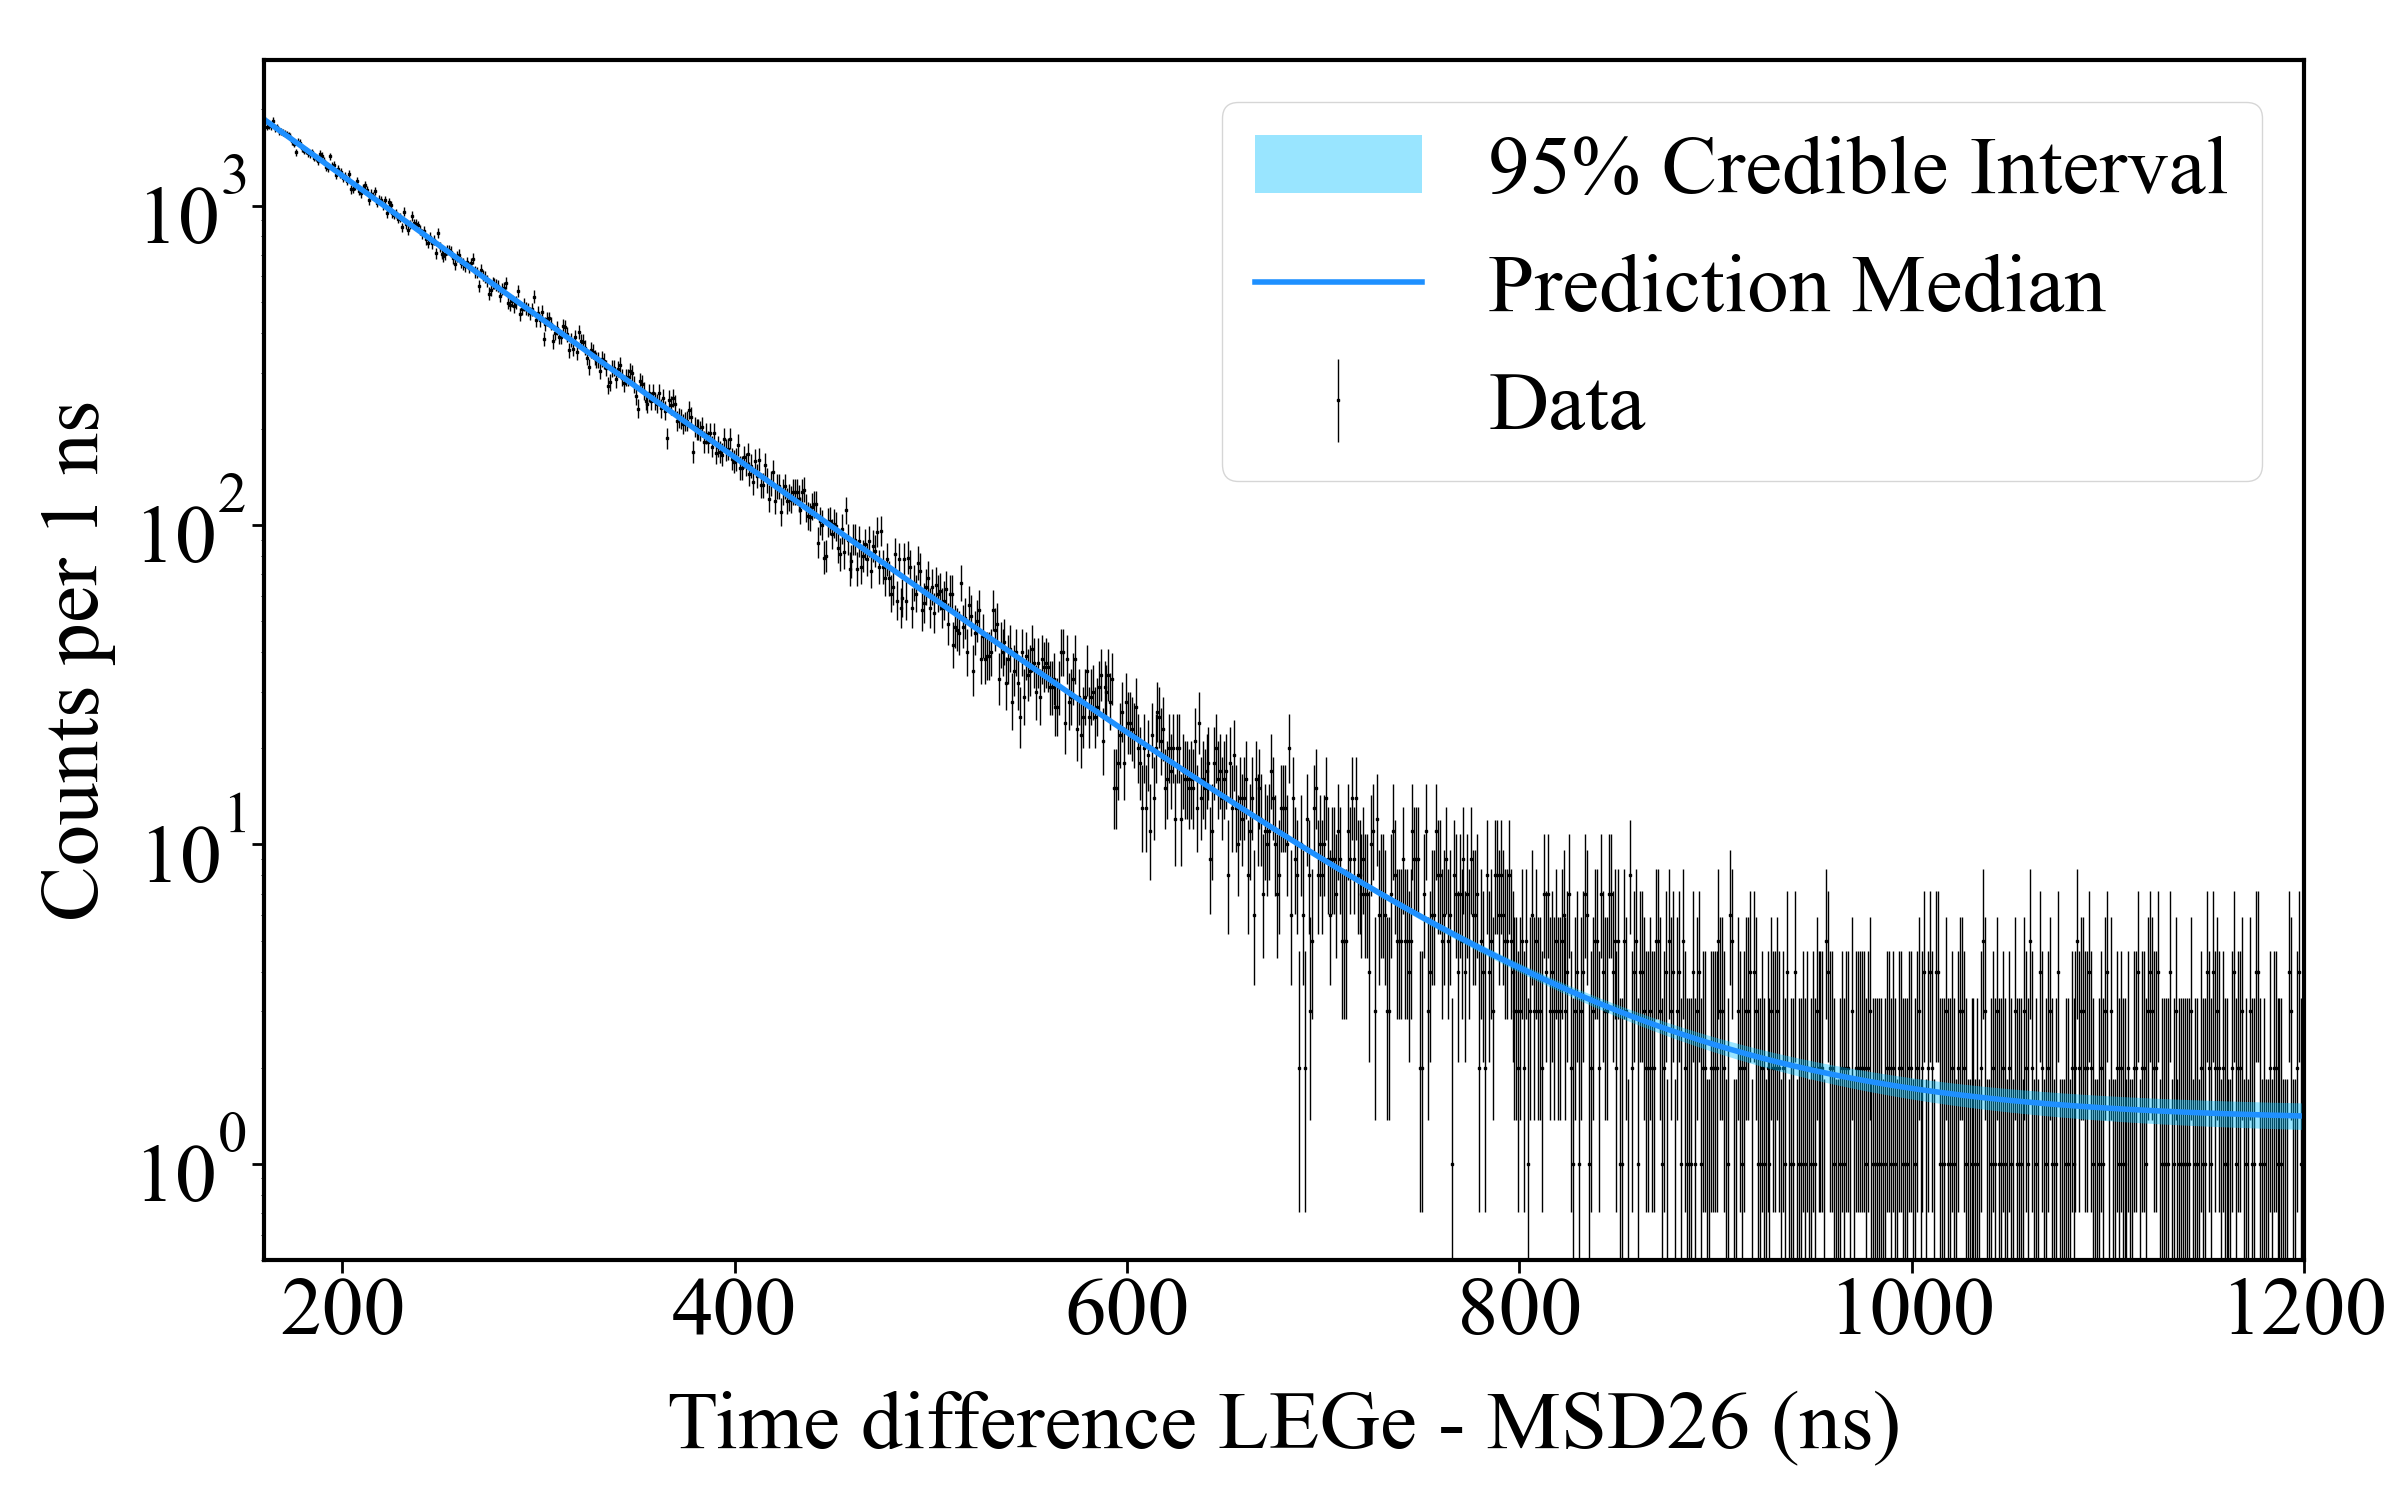 95% Credible Interval
Prediction Median
Data
Counts per 1 ns
10^3
10^2
10^1
10^0
200 400 600 800 1000 1200
Time difference LEGe - MSD26 (ns)